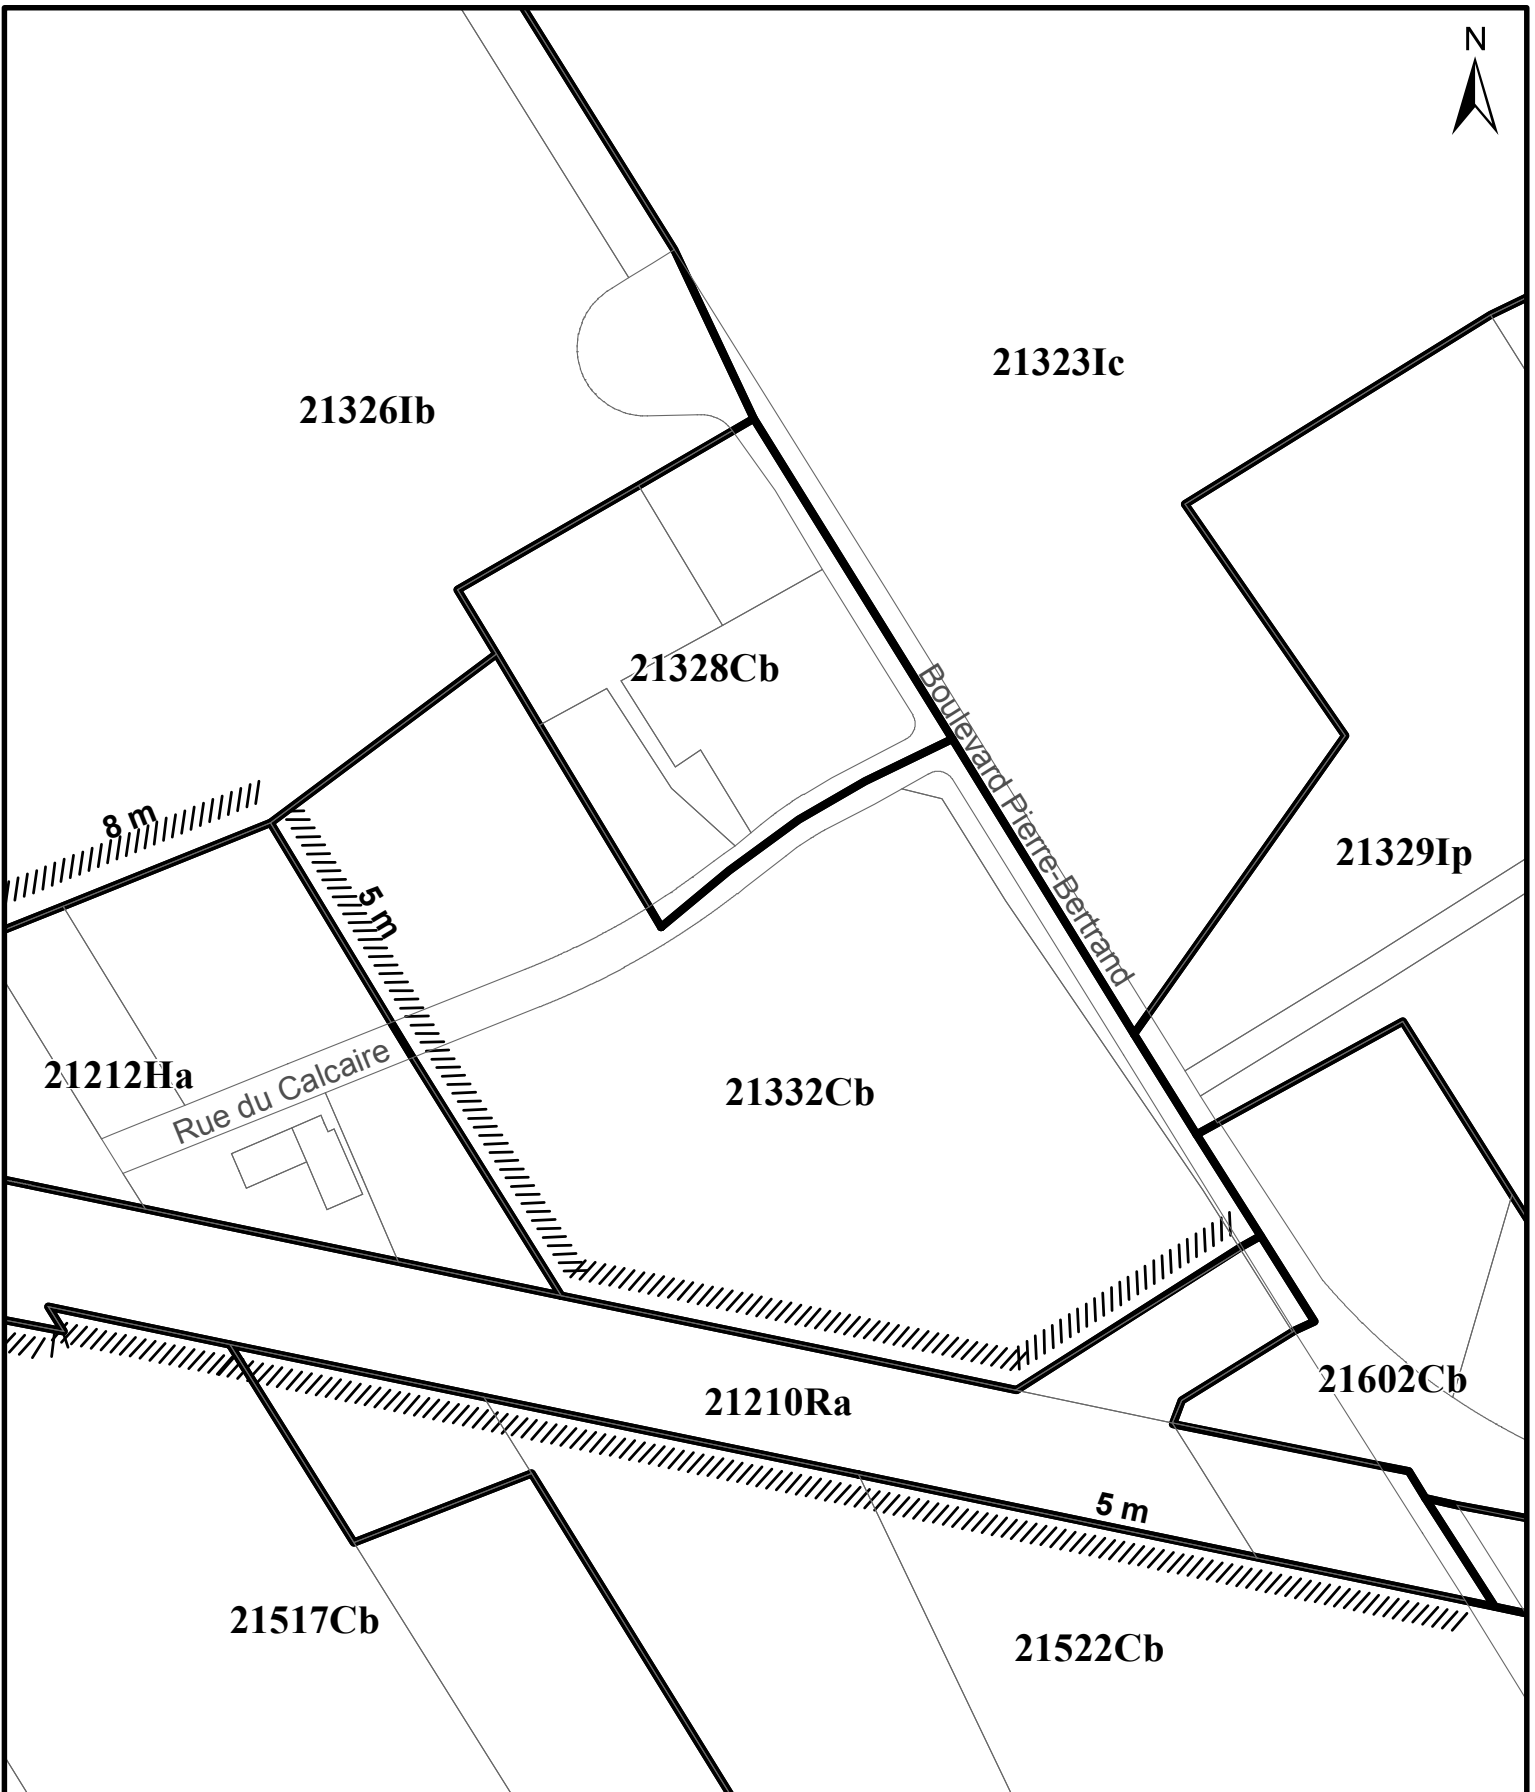 N
21323Ic
21326Ib
21328Cb
Boulevard Pierre-Bertrand
8 m
21329Ip
5 m
21212Ha
Rue du Calcaire
21332Cb
21602Cb
21210Ra
5 m
21517Cb
21522Cb